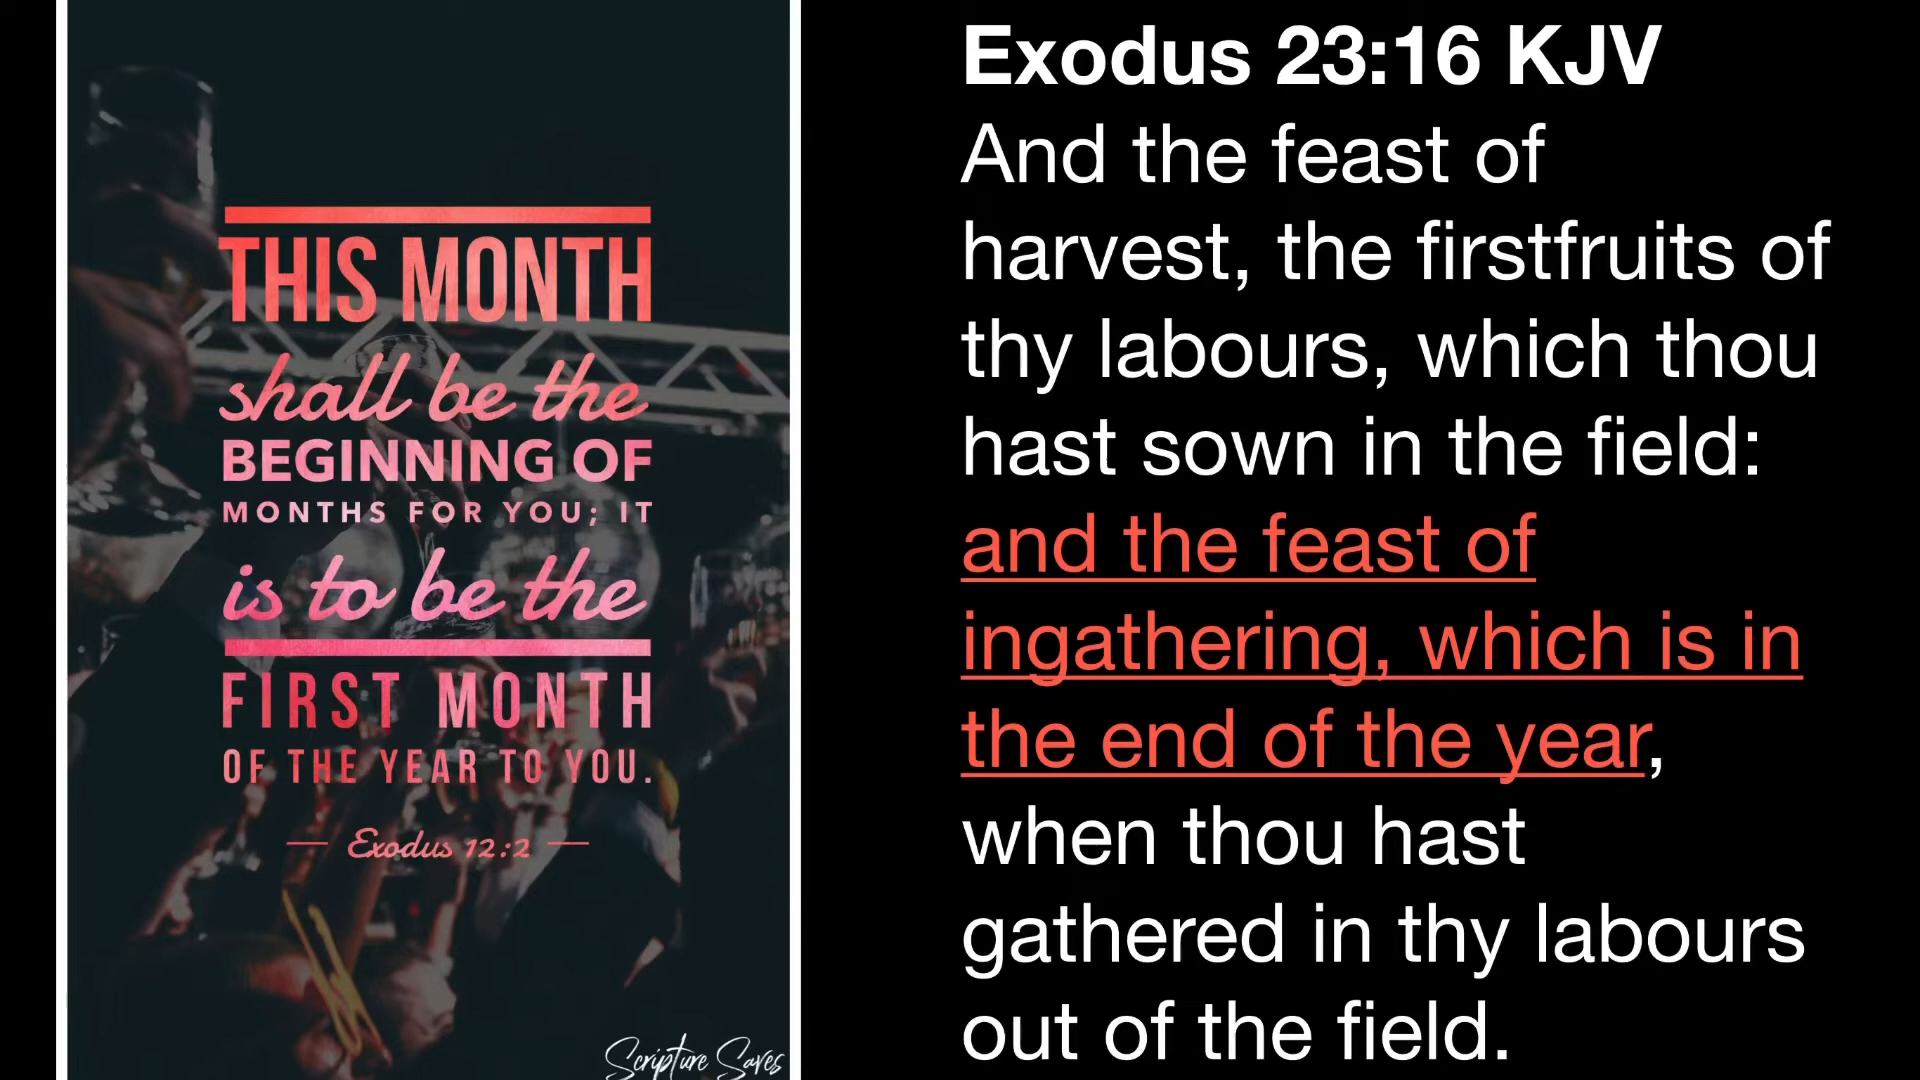 THIS MONTH
shall be the
BEGINNING OF
MONTHS FOR YOU; IT
is to be the
FIRST MONTH
OF THE YEAR TO YOU.
Exodus 12:2
Scripture Saves
Exodus 23:16 KJV
And the feast of
harvest, the firstfruits of
thy labours, which thou
hast sown in the field:
and the feast of
ingathering, which is in
the end of the year,
when thou hast
gathered in thy labours
out of the field.